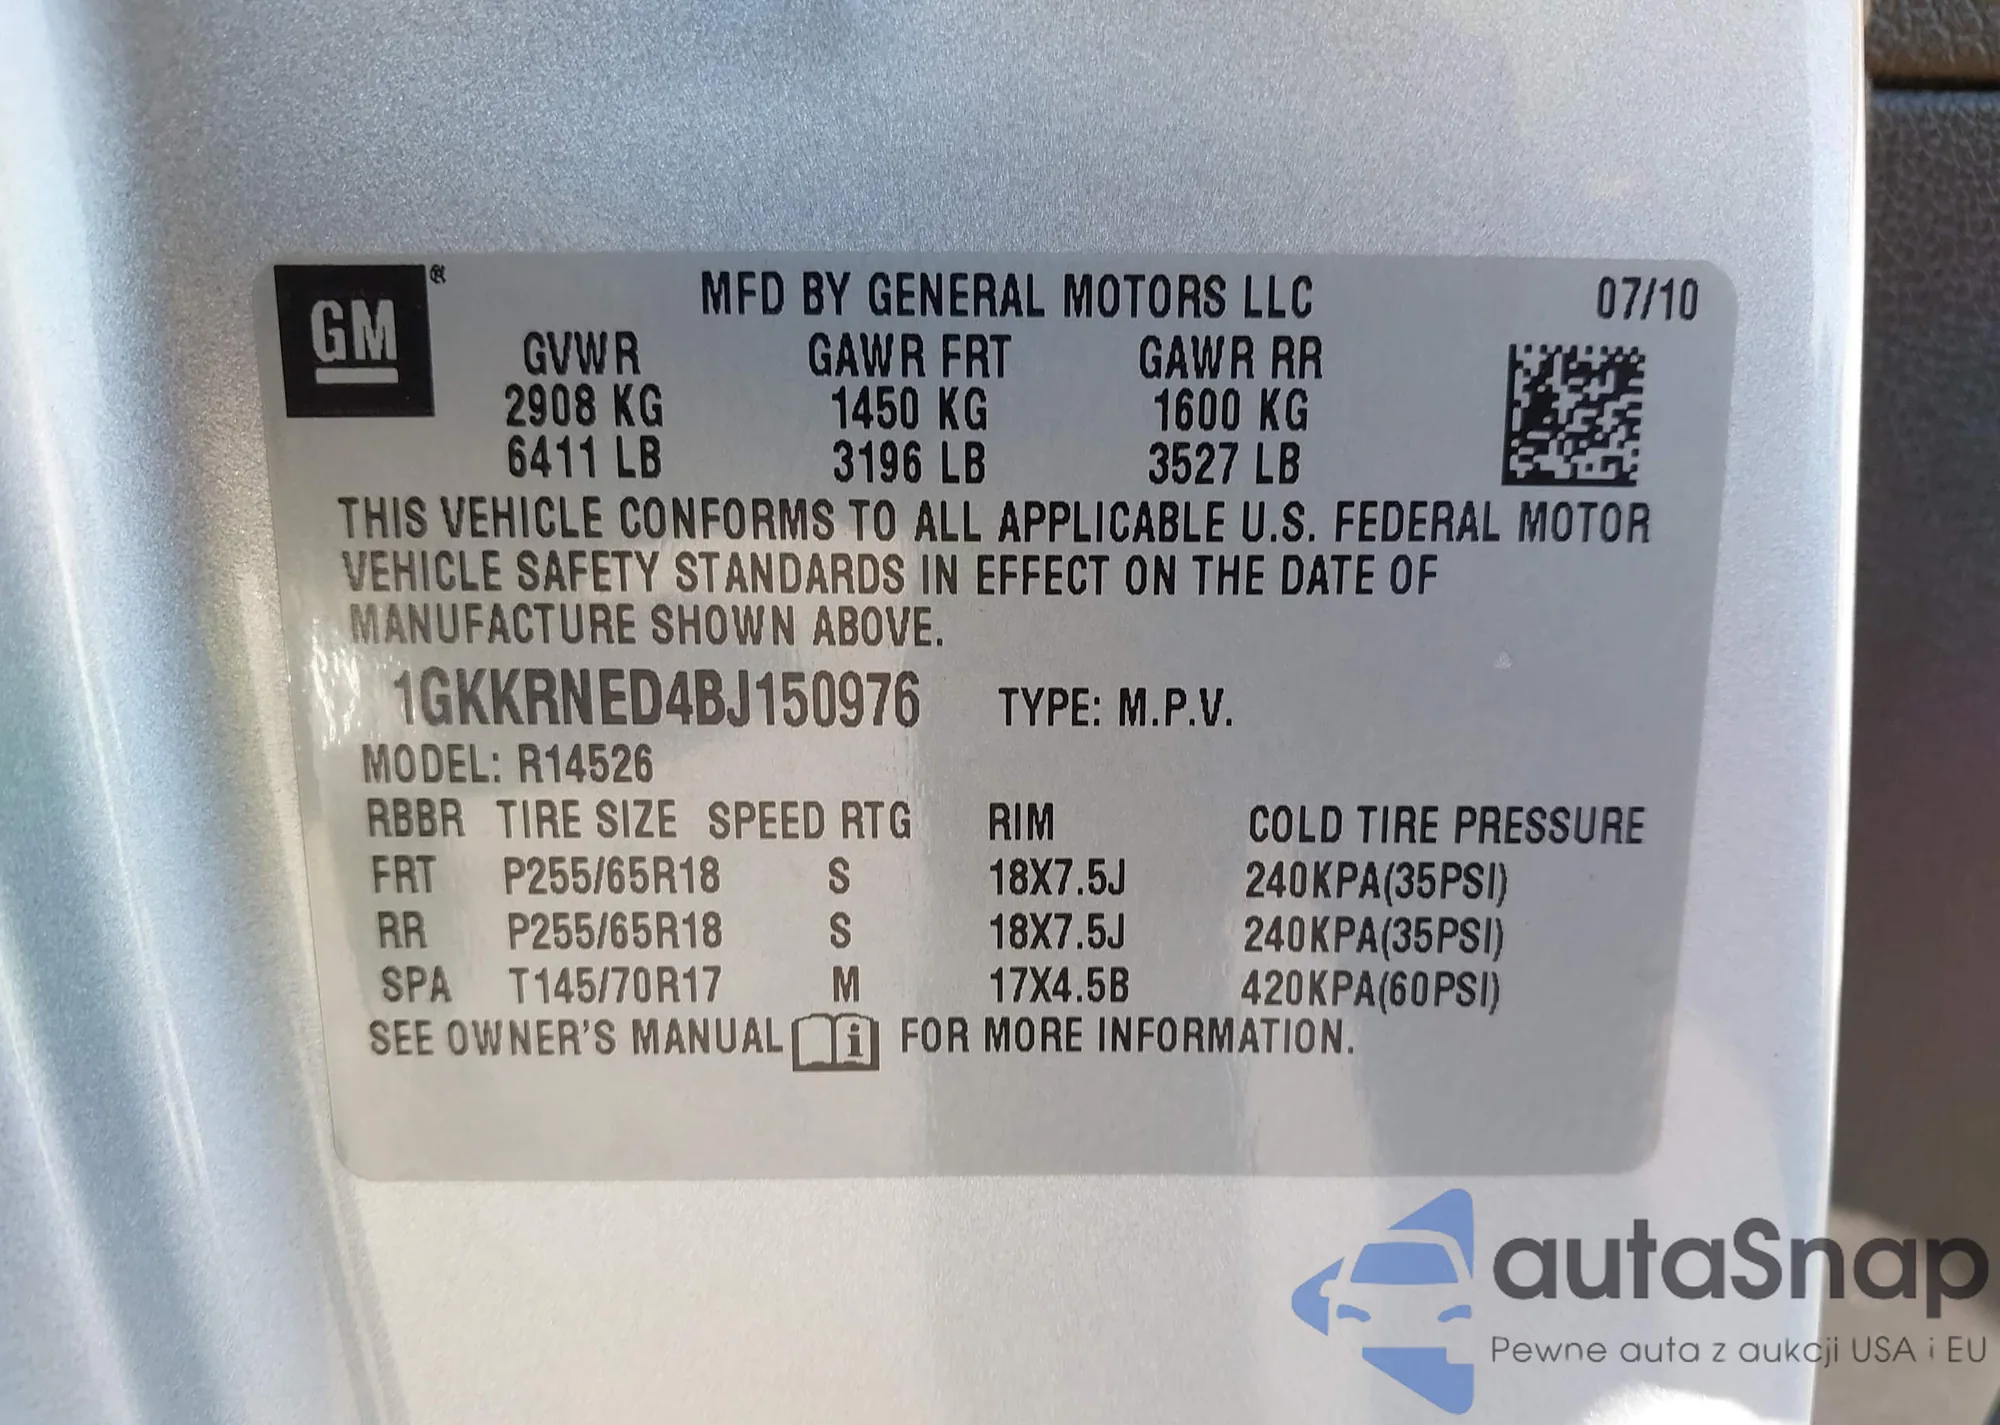 GM®
MFD BY GENERAL MOTORS LLC 07/10
GVWR GAWR FRT GAWR RR
2908 KG 1450 KG 1600 KG
6411 LB 3196 LB 3527 LB
THIS VEHICLE CONFORMS TO ALL APPLICABLE U.S. FEDERAL MOTOR
VEHICLE SAFETY STANDARDS IN EFFECT ON THE DATE OF
MANUFACTURE SHOWN ABOVE.
1GKKRNED4BJ150976 TYPE: M.P.V.
MODEL: R14526
RBBR TIRE SIZE SPEED RTG RIM COLD TIRE PRESSURE
FRT P255/65R18 S 18X7.5J 240KPA(35PSI)
RR P255/65R18 S 18X7.5J 240KPA(35PSI)
SPA T145/70R17 M 17X4.5B 420KPA(60PSI)
SEE OWNER'S MANUAL i FOR MORE INFORMATION.
autaSnap
Pewne auta z aukcji USA i EU